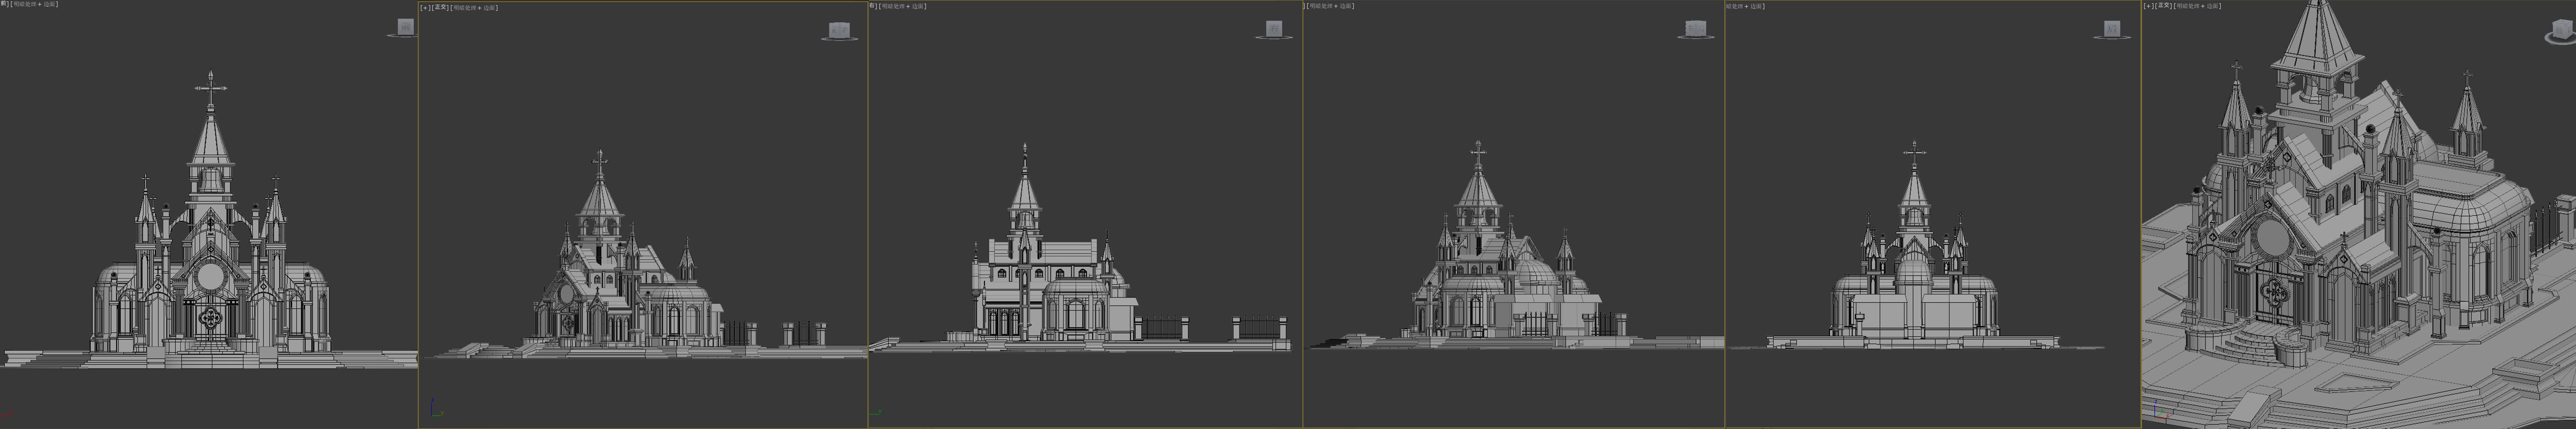 前] [明暗处理 + 边面]
[+] [正交] [明暗处理 + 边面]
右] [明暗处理 + 边面]
] [明暗处理 + 边面]
暗处理 + 边面]
[+] [正交] [明暗处理 + 边面]